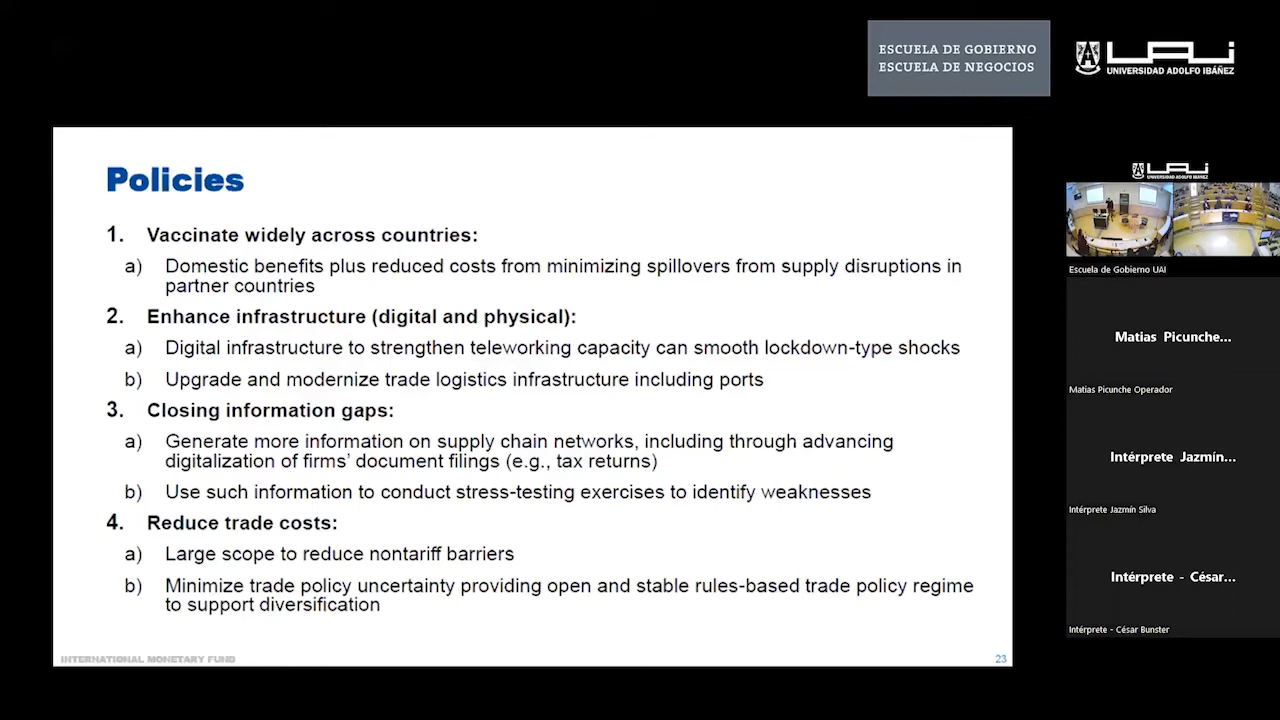 ESCUELA DE GOBIERNO
ESCUELA DE NEGOCIOS
UAI
UNIVERSIDAD ADOLFO IBÁÑEZ
Policies
1. Vaccinate widely across countries:
a) Domestic benefits plus reduced costs from minimizing spillovers from supply disruptions in
partner countries
2. Enhance infrastructure (digital and physical):
a) Digital infrastructure to strengthen teleworking capacity can smooth lockdown-type shocks
b) Upgrade and modernize trade logistics infrastructure including ports
3. Closing information gaps:
a) Generate more information on supply chain networks, including through advancing
digitalization of firms' document filings (e.g., tax returns)
b) Use such information to conduct stress-testing exercises to identify weaknesses
4. Reduce trade costs:
a) Large scope to reduce nontariff barriers
b) Minimize trade policy uncertainty providing open and stable rules-based trade policy regime
to support diversification
INTERNATIONAL MONETARY FUND
23
UAI
UNIVERSIDAD ADOLFO IBÁÑEZ
Escuela de Gobierno UAI
Matias Picunche...
Matias Picunche Operador
Intérprete Jazmín...
Intérprete Jazmín Silva
Intérprete - César...
Intérprete - César Bunster